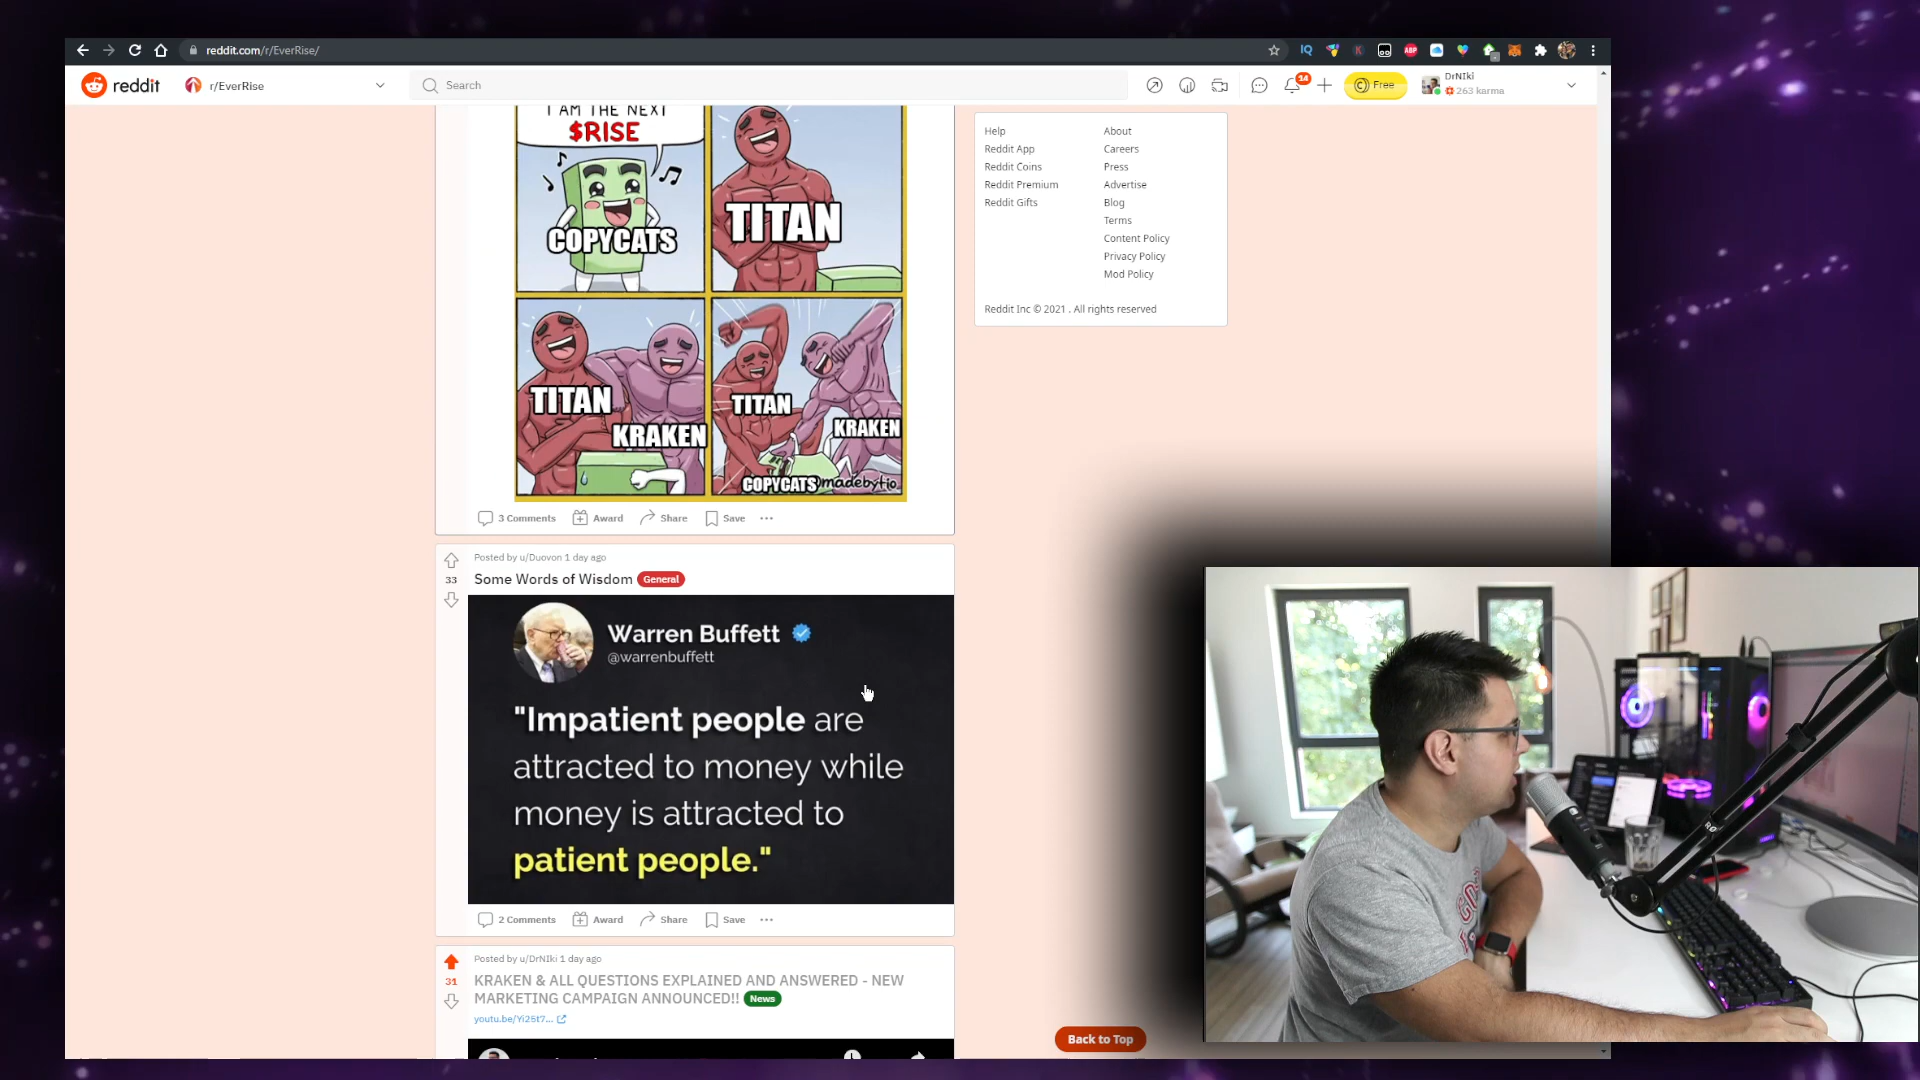 reddit.com/r/EverRise/
reddit
r/EverRise
Search
14
Free
DrNIki
263 karma
I AM THE NEXT
$RISE
COPYCATS
TITAN
TITAN
KRAKEN
TITAN
KRAKEN
COPYCATS
madebytio
3 Comments
Award
Share
Save
Help
About
Reddit App
Careers
Reddit Coins
Press
Reddit Premium
Advertise
Reddit Gifts
Blog
Terms
Content Policy
Privacy Policy
Mod Policy
Reddit Inc © 2021 . All rights reserved
33
Posted by u/Duovon 1 day ago
Some Words of Wisdom General
Warren Buffett
@warrenbuffett
"Impatient people are
attracted to money while
money is attracted to
patient people."
2 Comments
Award
Share
Save
31
Posted by u/DrNIki 1 day ago
KRAKEN & ALL QUESTIONS EXPLAINED AND ANSWERED - NEW
MARKETING CAMPAIGN ANNOUNCED!! News
youtu.be/Yi25t7...
Back to Top